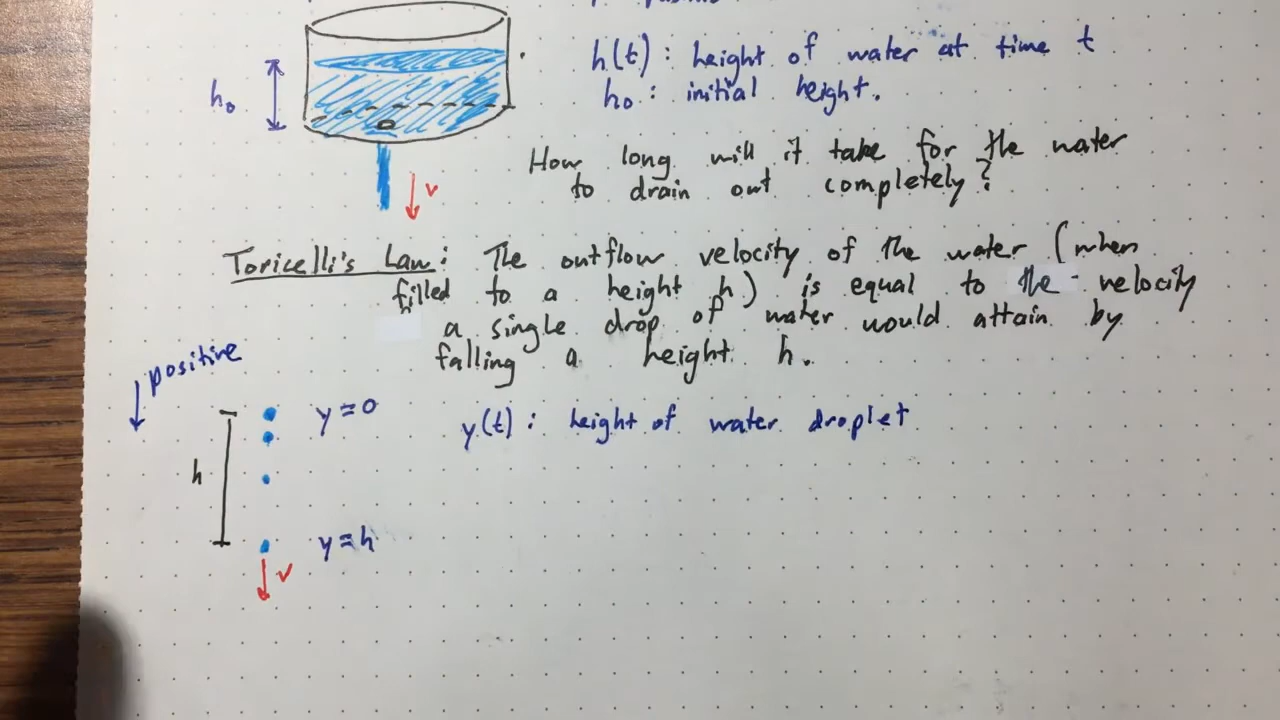 h(t) : height of water at time t
h₀
h₀ : initial height.
How long will it take for the water
to drain out completely?
v
Toricelli's Law: The outflow velocity of the water (when
filled to a height h) is equal to the velocity
a single drop of water would attain by
falling a height h.
positive
y=0
y(t) : height of water droplet
h
y=h
v